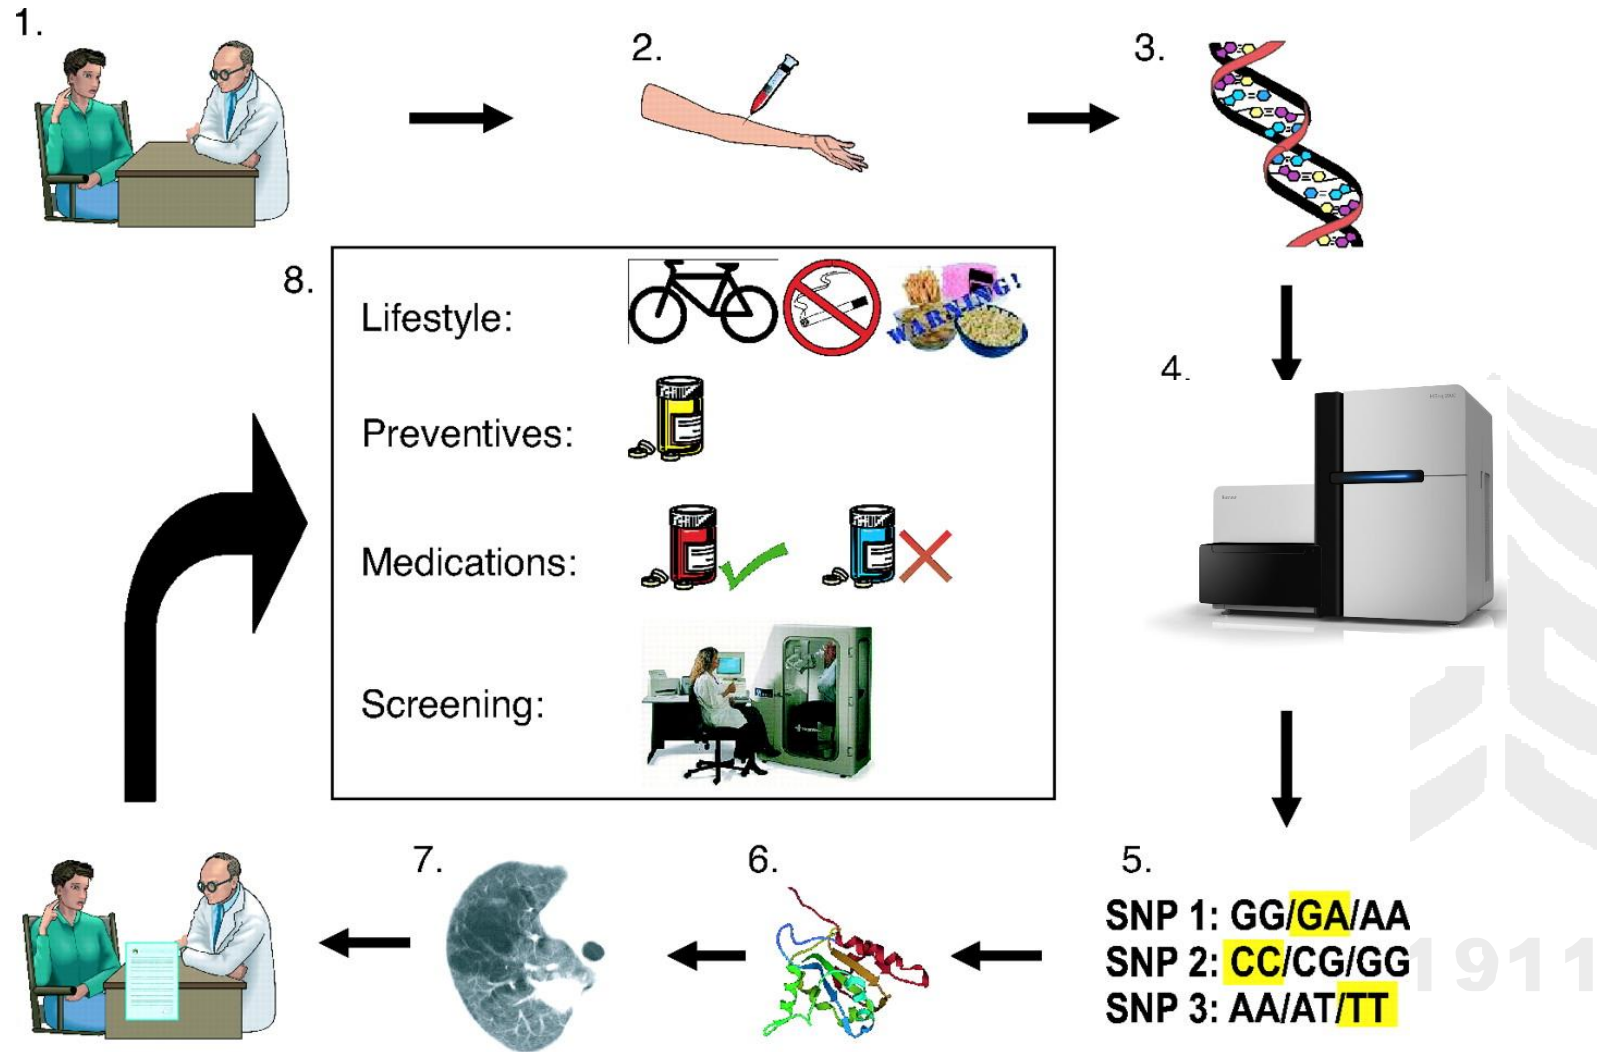 1.
2.
3.
8.
Lifestyle:
WARNING!
4.
Preventives:
Medications:
Screening:
7.
6.
5.
SNP 1: GG/GA/AA
SNP 2: CC/CG/GG
SNP 3: AA/AT/TT
1911